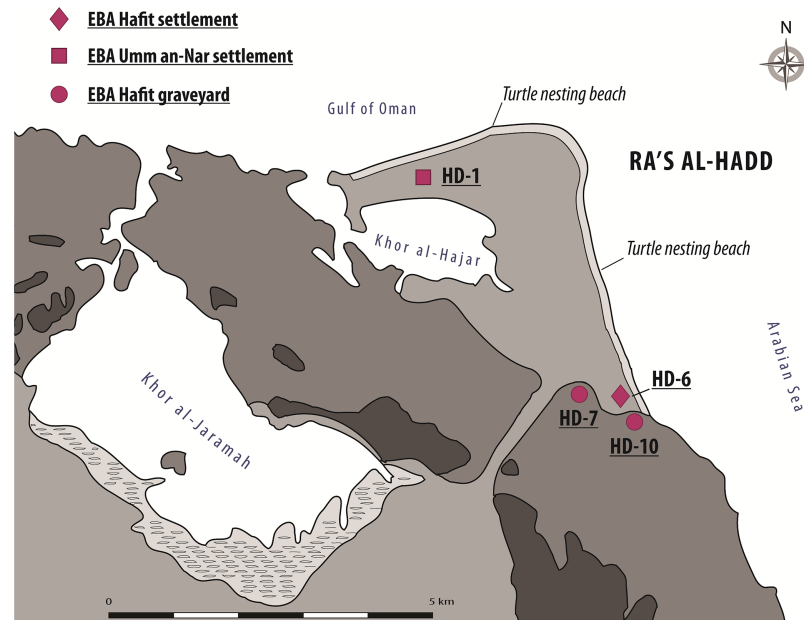 EBA Hafit settlement
EBA Umm an-Nar settlement
EBA Hafit graveyard
N
Gulf of Oman
Turtle nesting beach
RA'S AL-HADD
HD-1
Khor al-Hajar
Turtle nesting beach
Arabian Sea
HD-6
HD-7
HD-10
Khor al-Jaramah
0
5 km